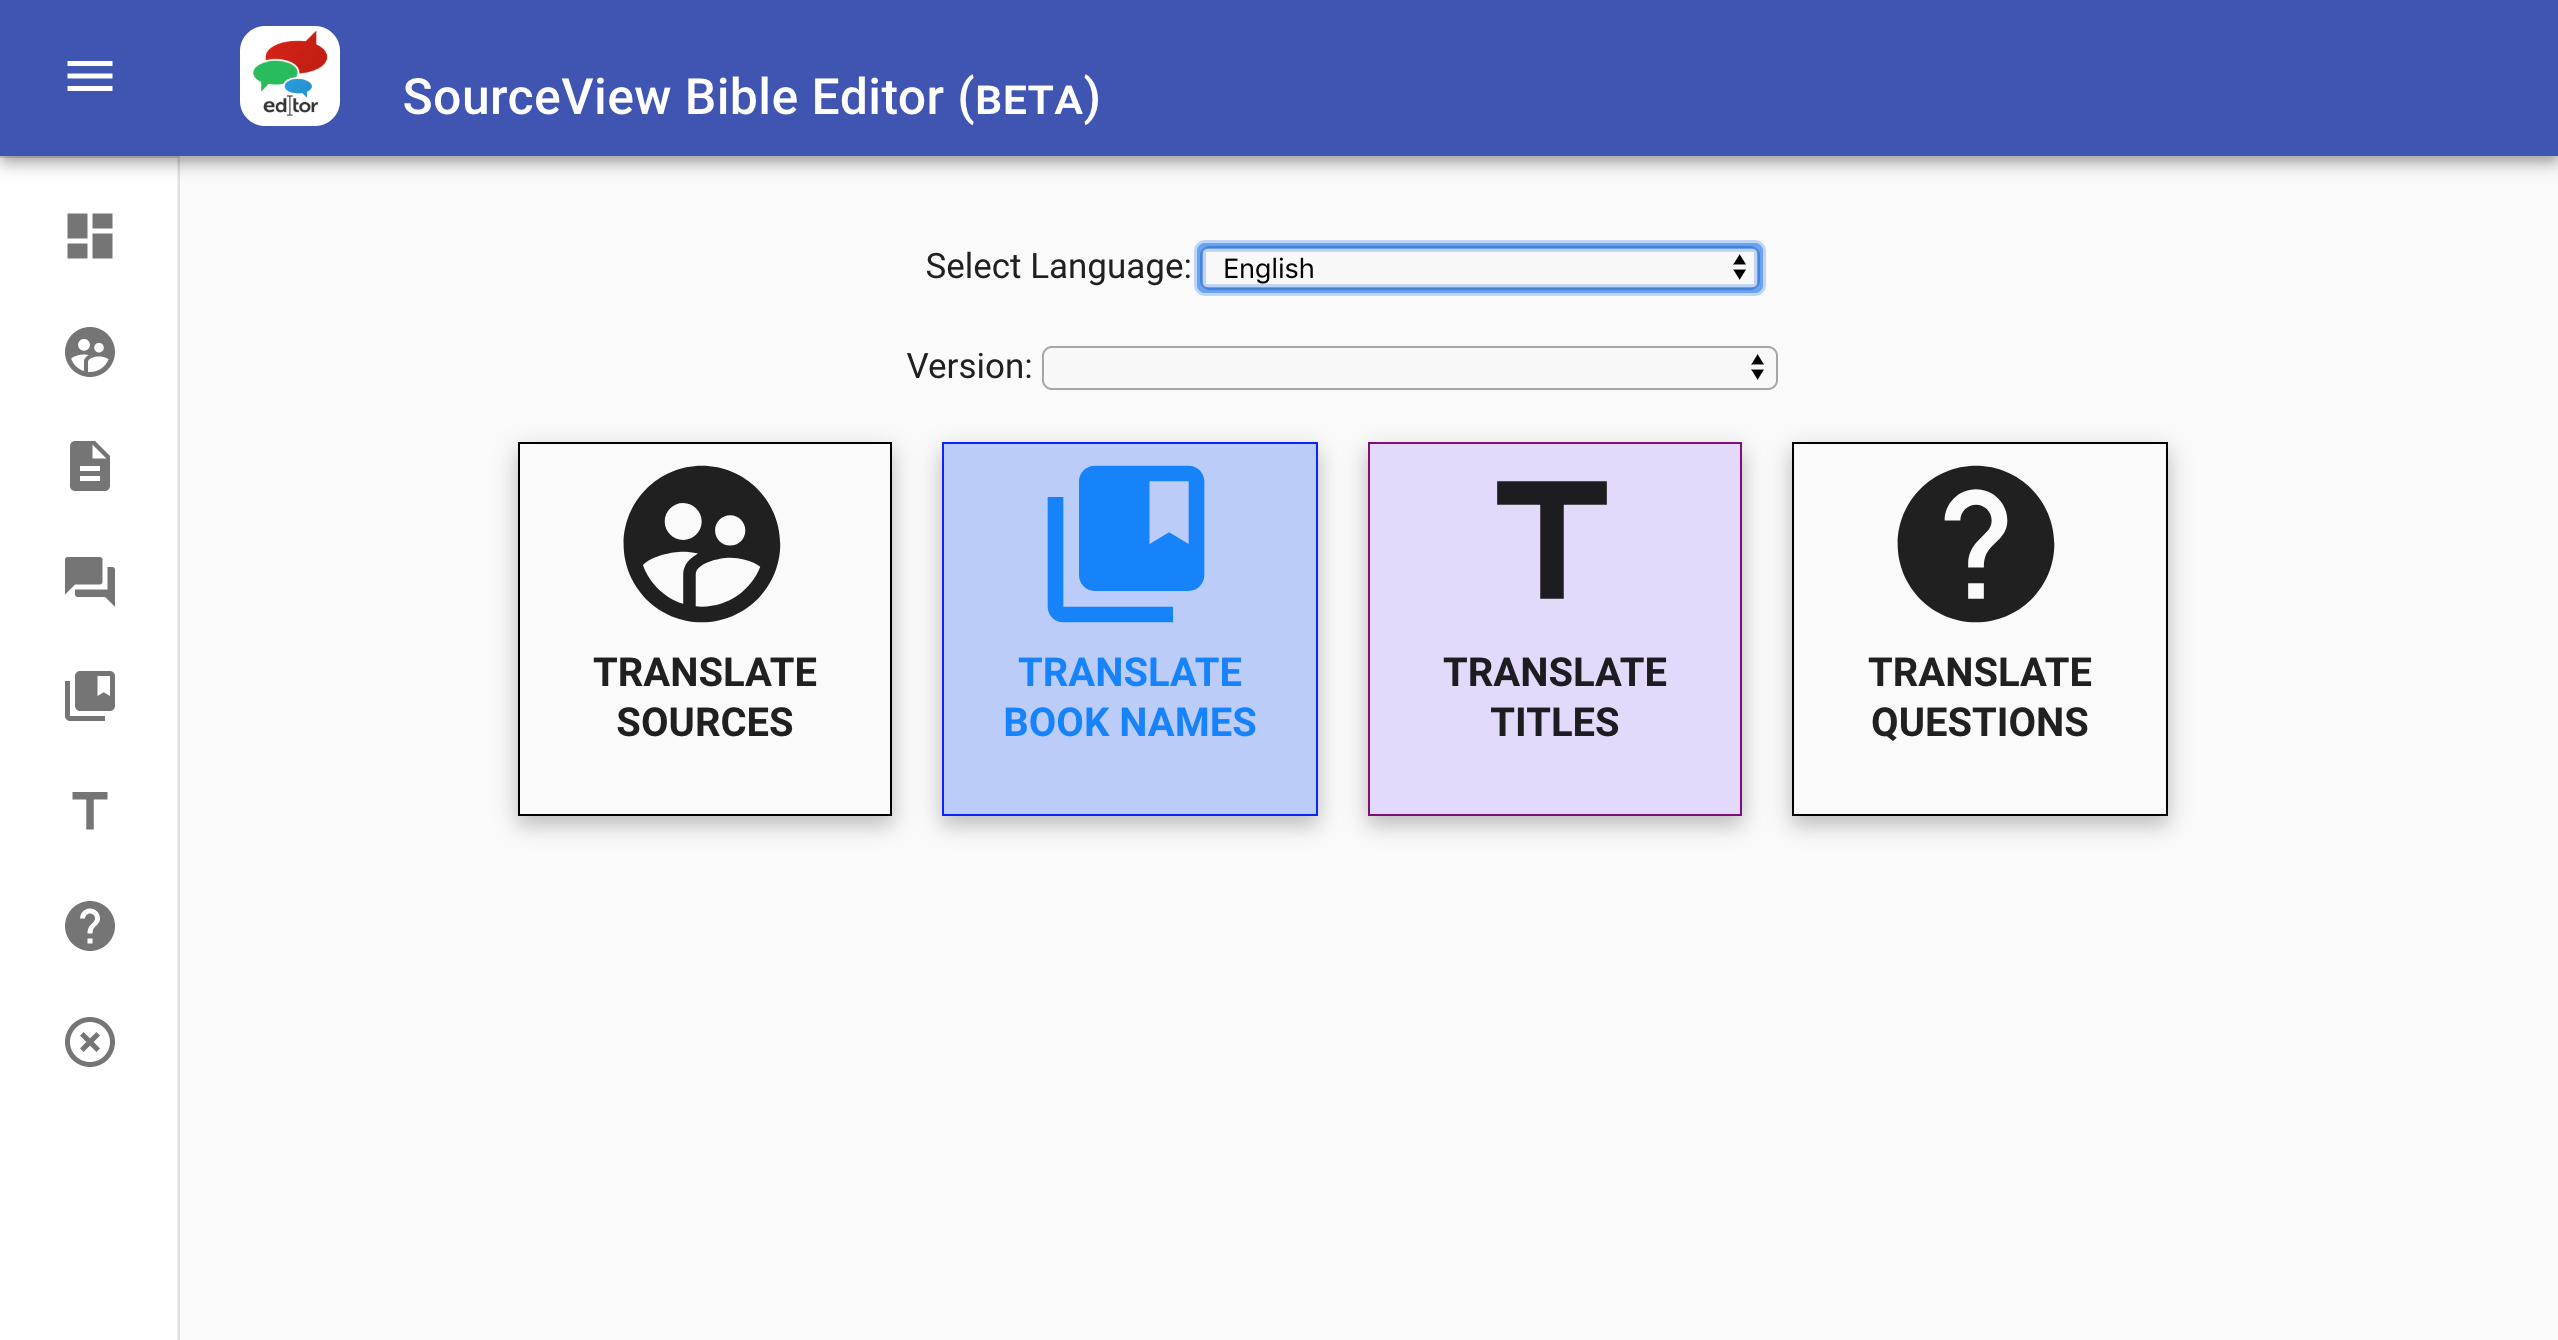 editor
SourceView Bible Editor (BETA)
Select Language: English
Version:
TRANSLATE
SOURCES
TRANSLATE
BOOK NAMES
T
TRANSLATE
TITLES
?
TRANSLATE
QUESTIONS
T
?